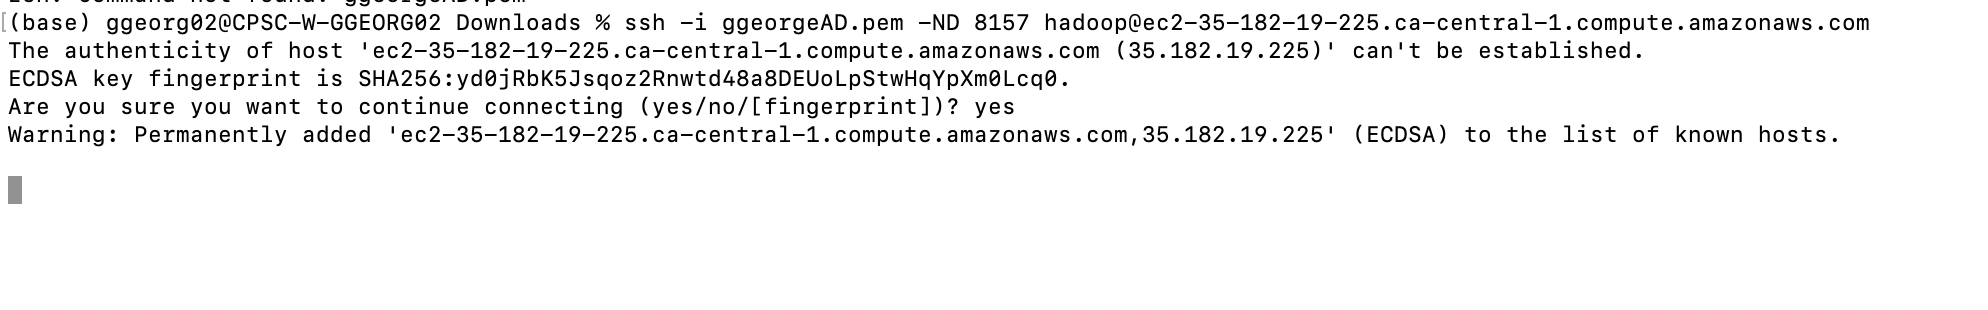 [(base) ggeorg02@CPSC-W-GGEORG02 Downloads % ssh -i ggeorgeAD.pem -ND 8157 hadoop@ec2-35-182-19-225.ca-central-1.compute.amazonaws.com
The authenticity of host 'ec2-35-182-19-225.ca-central-1.compute.amazonaws.com (35.182.19.225)' can't be established.
ECDSA key fingerprint is SHA256:yd0jRbK5Jsqoz2Rnwtd48a8DEUoLpStwHqYpXm0Lcq0.
Are you sure you want to continue connecting (yes/no/[fingerprint])? yes
Warning: Permanently added 'ec2-35-182-19-225.ca-central-1.compute.amazonaws.com,35.182.19.225' (ECDSA) to the list of known hosts.